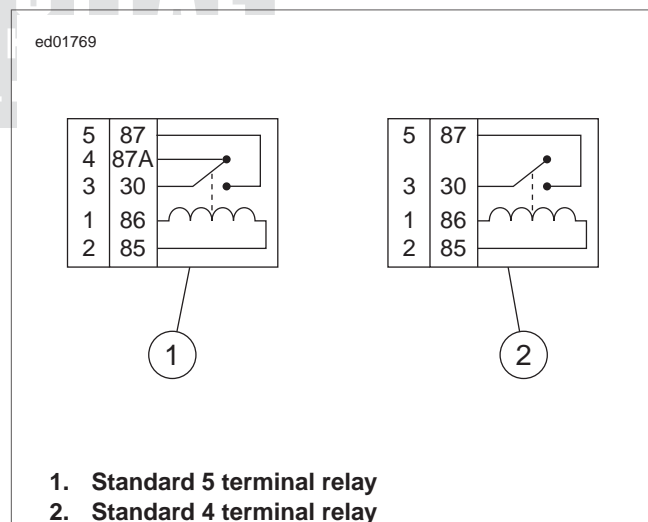 ed01769
5 87
4 87A
3 30
1 86
2 85
5 87
3 30
1 86
2 85
1
2
1. Standard 5 terminal relay
2. Standard 4 terminal relay